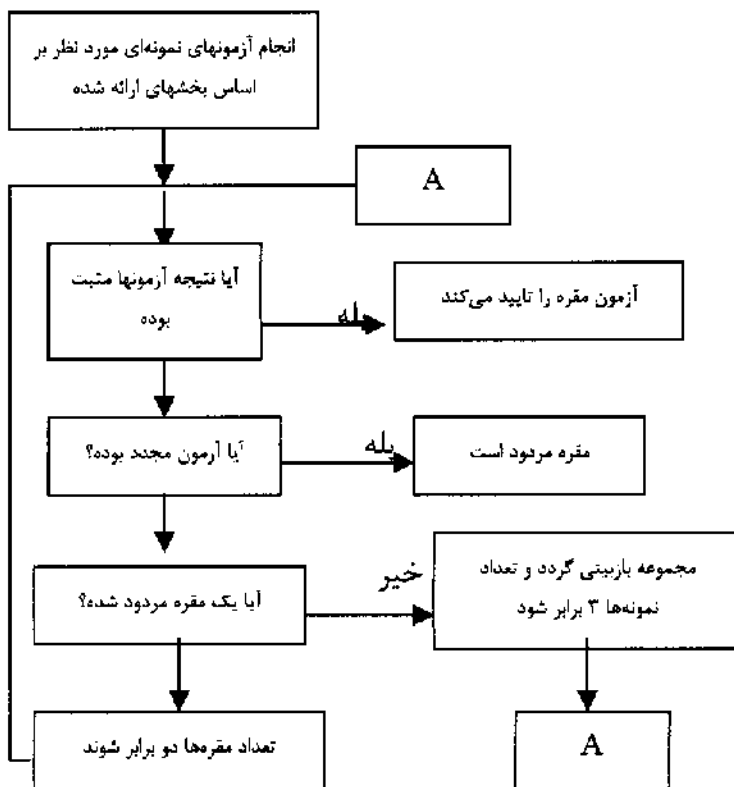 انجام آزمونهای نمونه‌ای مورد نظر بر
اساس بخشهای ارائه شده
A
آیا نتیجه آزمونها مثبت
بوده
بله
آزمون مقره را تایید می‌کند
آیا آزمون مجدد بوده؟
بله
مقره مردود است
آیا یک مقره مردود شده؟
خیر
مجموعه بازبینی گردد و تعداد
نمونه‌ها ۳ برابر شود
تعداد مقره‌ها دو برابر شوند
A